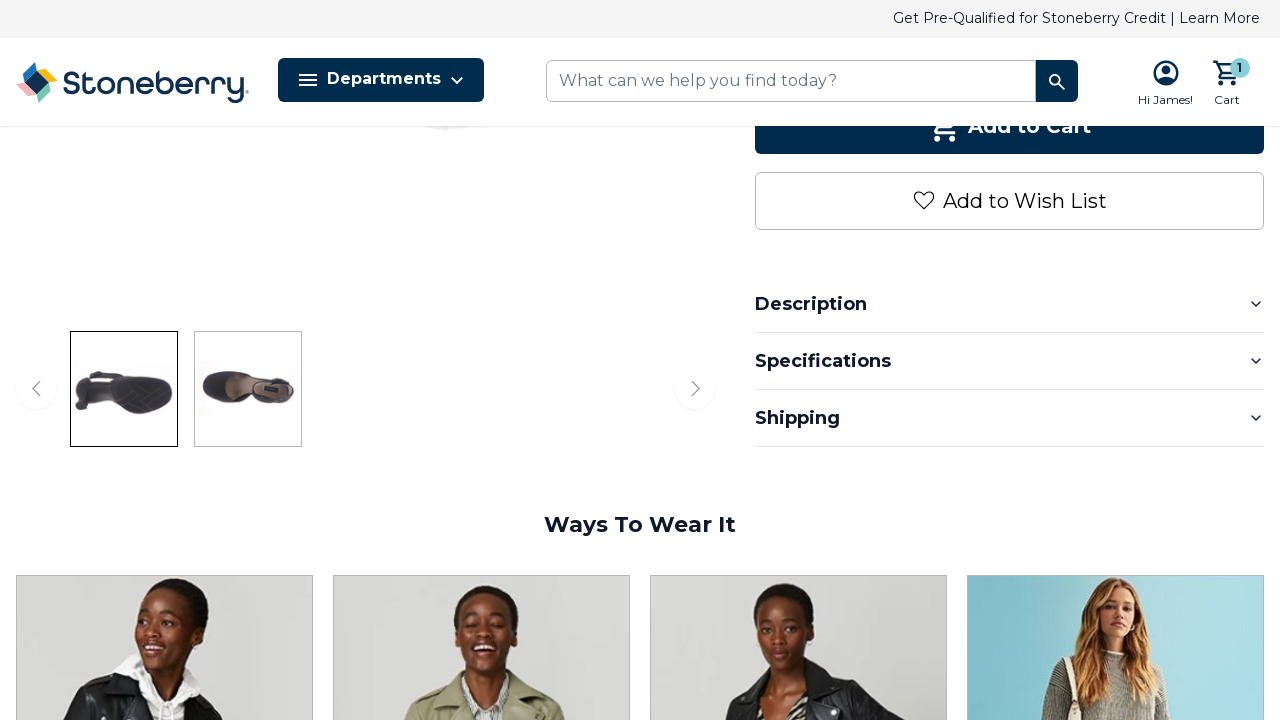 Get Pre-Qualified for Stoneberry Credit | Learn More
Stoneberry
Departments
What can we help you find today?
1
Hi James!
Cart
Add to Cart
Add to Wish List
Description
Specifications
Shipping
Ways To Wear It